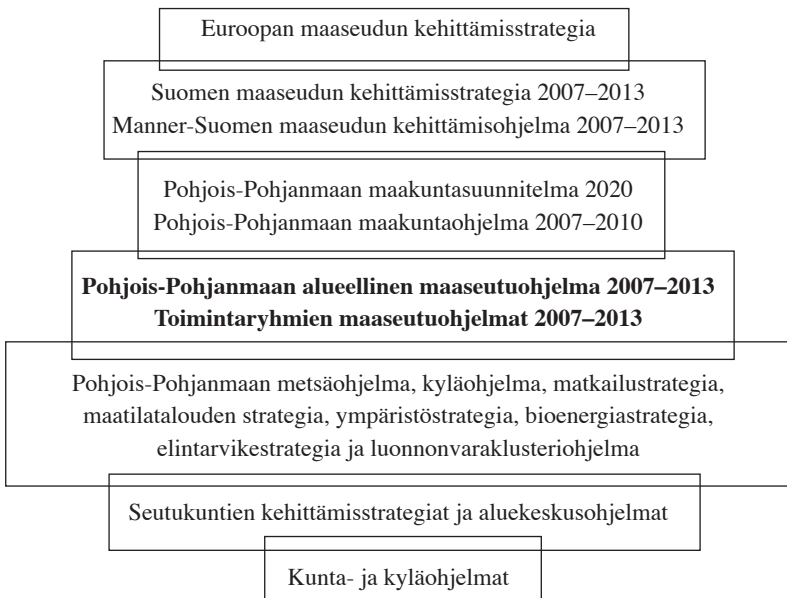 Euroopan maaseudun kehittämisstrategia
Suomen maaseudun kehittämisstrategia 2007–2013
Manner-Suomen maaseudun kehittämisohjelma 2007–2013
Pohjois-Pohjanmaan maakuntasuunnitelma 2020
Pohjois-Pohjanmaan maakuntaohjelma 2007–2010
Pohjois-Pohjanmaan alueellinen maaseutuohjelma 2007–2013
Toimintaryhmien maaseutuohjelmat 2007–2013
Pohjois-Pohjanmaan metsäohjelma, kyläohjelma, matkailustrategia,
maatilatalouden strategia, ympäristöstrategia, bioenergiastrategia,
elintarvikestrategia ja luonnonvaraklusteriohjelma
Seutukuntien kehittämisstrategiat ja aluekeskusohjelmat
Kunta- ja kyläohjelmat